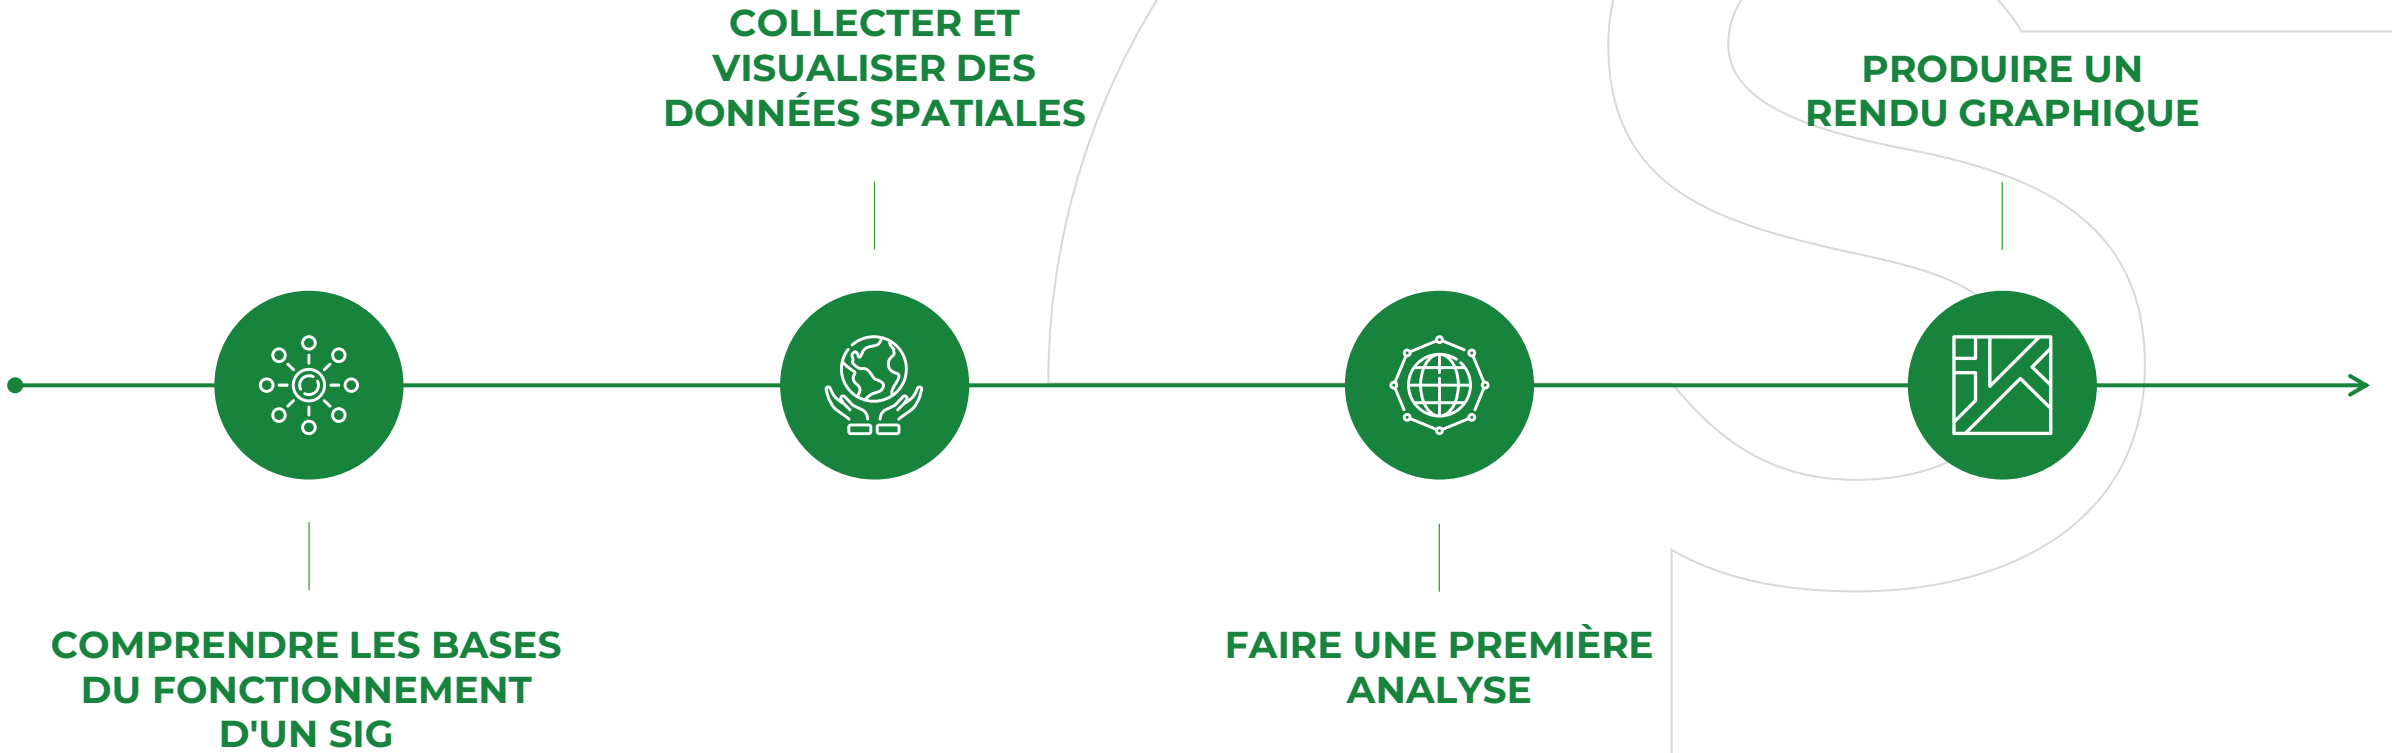 COLLECTER ET
VISUALISER DES
DONNÉES SPATIALES
PRODUIRE UN
RENDU GRAPHIQUE
COMPRENDRE LES BASES
DU FONCTIONNEMENT
D'UN SIG
FAIRE UNE PREMIÈRE
ANALYSE